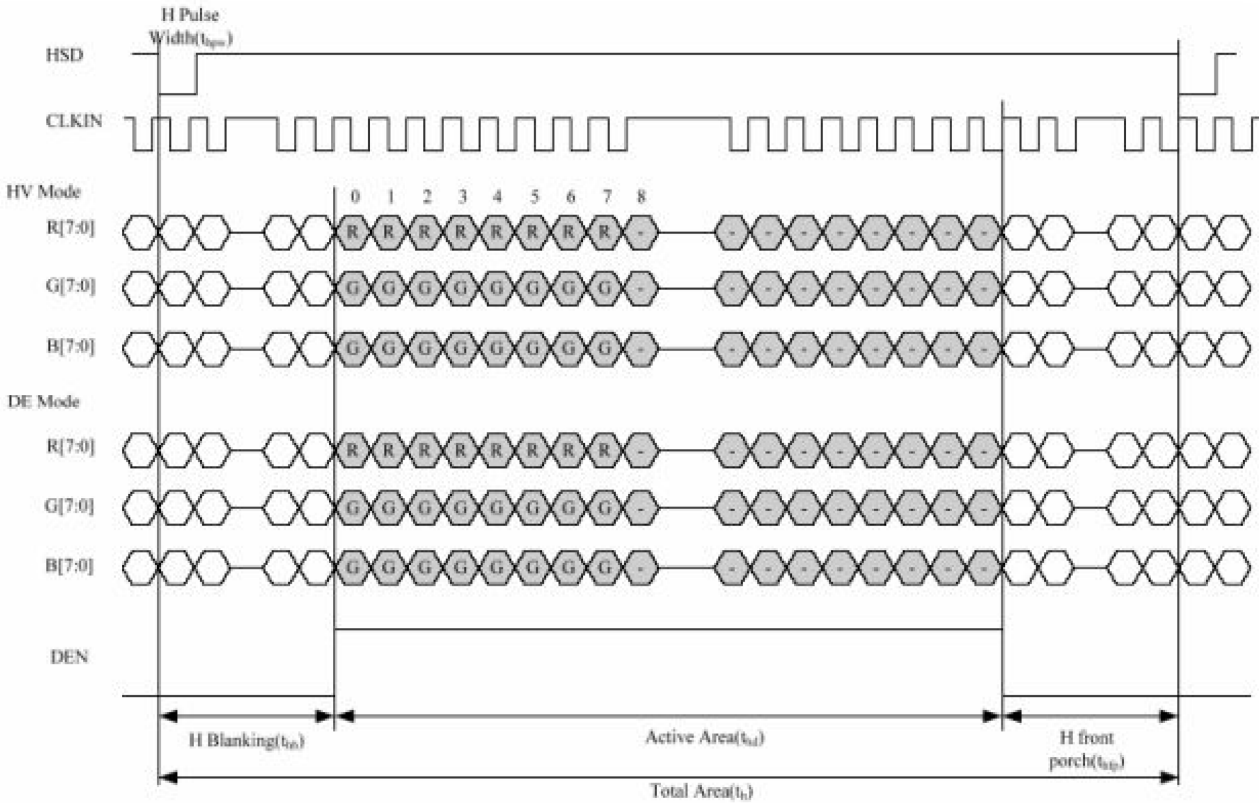 H Pulse
Width(thpw)
HSD
CLKIN
HV Mode
0 1 2 3 4 5 6 7 8
R[7:0] R R R R R R R R - - - - - - - - -
G[7:0] G G G G G G G G - - - - - - - - -
B[7:0] G G G G G G G G - - - - - - - - -
DE Mode
R[7:0] R R R R R R R R - - - - - - - - -
G[7:0] G G G G G G G G - - - - - - - - -
B[7:0] G G G G G G G G - - - - - - - - -
DEN
H Blanking(thb)
Active Area(thd)
H front
porch(thfp)
Total Area(th)